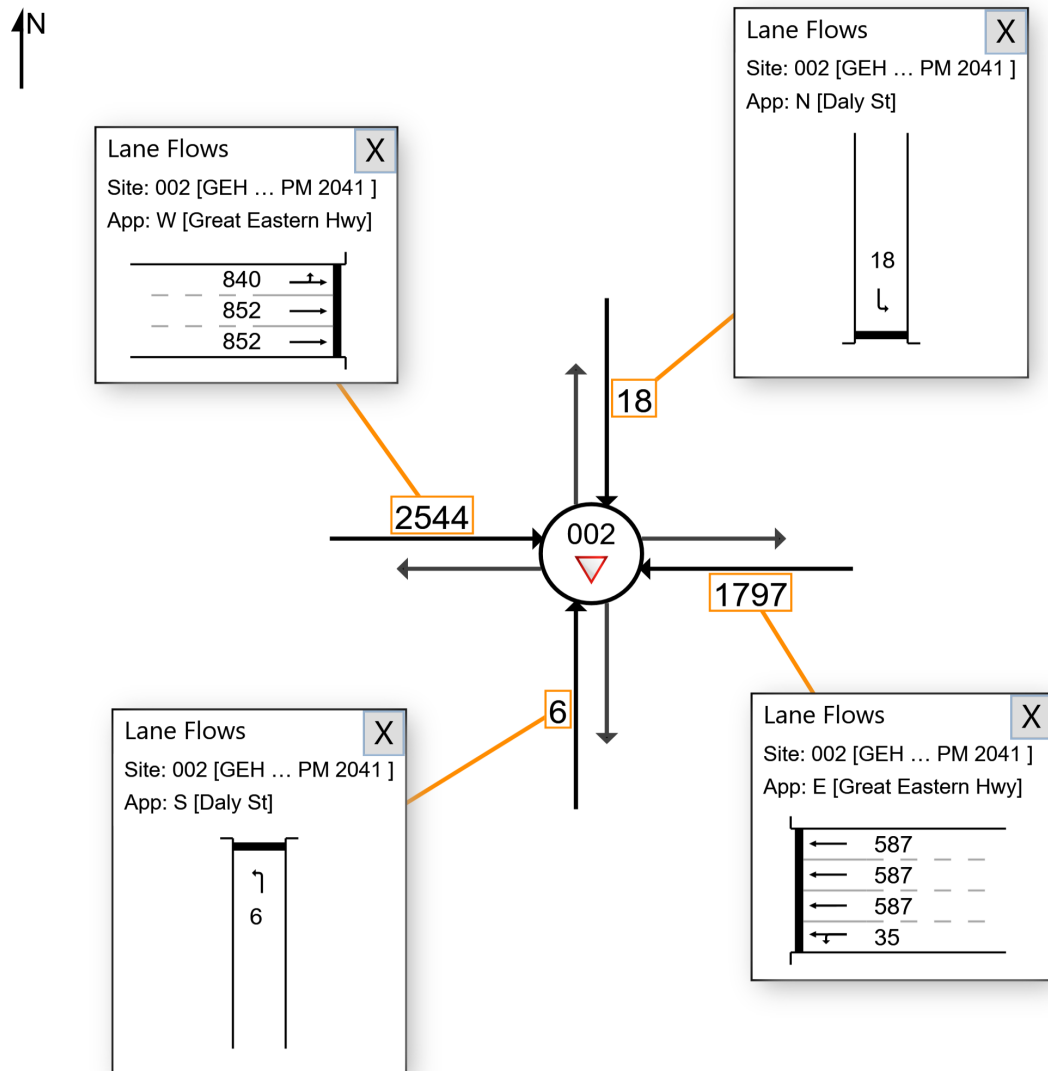 N
Lane Flows
X
Site: 002 [GEH ... PM 2041 ]
App: N [Daly St]
18
Lane Flows
X
Site: 002 [GEH ... PM 2041 ]
App: W [Great Eastern Hwy]
840
852
852
18
2544
002
1797
6
Lane Flows
X
Site: 002 [GEH ... PM 2041 ]
App: S [Daly St]
6
Lane Flows
X
Site: 002 [GEH ... PM 2041 ]
App: E [Great Eastern Hwy]
587
587
587
35